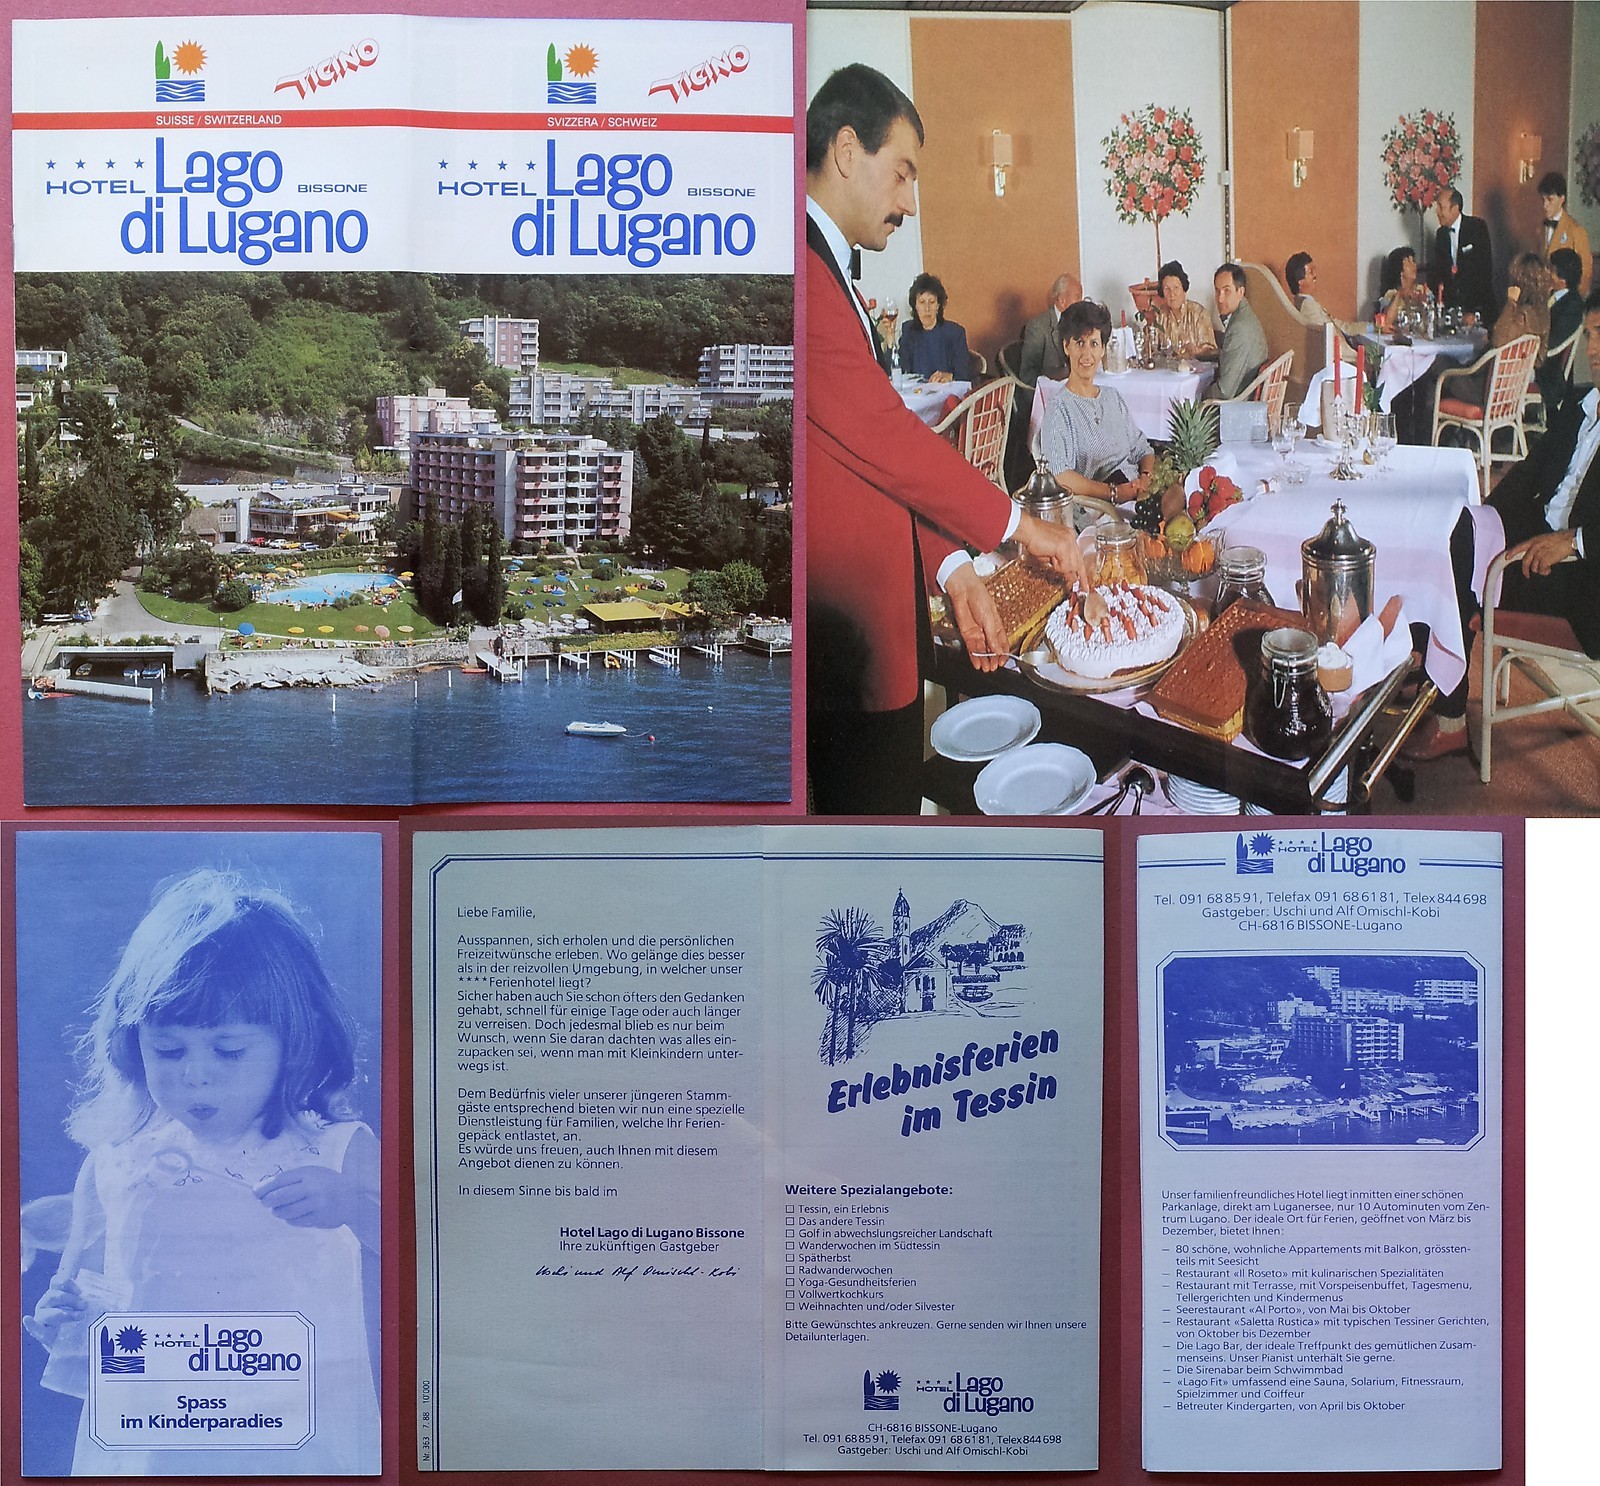 TICINO
TICINO
SUISSE / SWITZERLAND
SVIZZERA / SCHWEIZ
★ ★ ★ ★
HOTEL Lago BISSONE
di Lugano
★ ★ ★ ★
HOTEL Lago BISSONE
di Lugano
★★★★
HOTEL Lago
di Lugano
Spass
im Kinderparadies
Liebe Familie,
Ausspannen, sich erholen und die persönlichen
Freizeitwünsche erleben. Wo gelänge dies besser
als in der reizvollen Umgebung, in welcher unser
****Ferienhotel liegt?
Sicher haben auch Sie schon öfters den Gedanken
gehabt, schnell für einige Tage oder auch länger
zu verreisen. Doch jedesmal blieb es nur beim
Wunsch, wenn Sie daran dachten was alles ein-
zupacken sei, wenn man mit Kleinkindern unter-
wegs ist.
Dem Bedürfnis vieler unserer jüngeren Stamm-
gäste entsprechend bieten wir nun eine spezielle
Dienstleistung für Familien, welche Ihr Ferien-
gepäck entlastet, an.
Es würde uns freuen, auch Ihnen mit diesem
Angebot dienen zu können.
In diesem Sinne bis bald im
Hotel Lago di Lugano Bissone
Ihre zukünftigen Gastgeber
Uschi und Alf Omischl-Kobi
Nr. 363 7. 88 10'000
Erlebnisferien
im Tessin
Weitere Spezialangebote:
☐ Tessin, ein Erlebnis
☐ Das andere Tessin
☐ Golf in abwechslungsreicher Landschaft
☐ Wanderwochen im Südtessin
☐ Spätherbst
☐ Radwanderwochen
☐ Yoga-Gesundheitsferien
☐ Vollwertkochkurs
☐ Weihnachten und/oder Silvester
Bitte Gewünschtes ankreuzen. Gerne senden wir Ihnen unsere
Detailunterlagen.
★★★★
HOTEL Lago
di Lugano
CH-6816 BISSONE-Lugano
Tel. 091 68 85 91, Telefax 091 68 61 81, Telex 844 698
Gastgeber: Uschi und Alf Omischl-Kobi
★★★★
HOTEL Lago
di Lugano
Tel. 091 68 85 91, Telefax 091 68 61 81, Telex 844 698
Gastgeber: Uschi und Alf Omischl-Kobi
CH-6816 BISSONE-Lugano
Unser familienfreundliches Hotel liegt inmitten einer schönen
Parkanlage, direkt am Luganersee, nur 10 Autominuten vom Zen-
trum Lugano. Der ideale Ort für Ferien, geöffnet von März bis
Dezember, bietet Ihnen:
– 80 schöne, wohnliche Appartements mit Balkon, grössten-
teils mit Seesicht
– Restaurant «Il Roseto» mit kulinarischen Spezialitäten
– Restaurant mit Terrasse, mit Vorspeisenbuffet, Tagesmenu,
Tellergerichten und Kindermenus
– Seerestaurant «Al Porto», von Mai bis Oktober
– Restaurant «Saletta Rustica» mit typischen Tessiner Gerichten,
von Oktober bis Dezember
– Die Lago Bar, der ideale Treffpunkt des gemütlichen Zusam-
menseins. Unser Pianist unterhält Sie gerne.
– Die Sirenabar beim Schwimmbad
– «Lago Fit» umfassend eine Sauna, Solarium, Fitnessraum,
Spielzimmer und Coiffeur
– Betreuter Kindergarten, von April bis Oktober